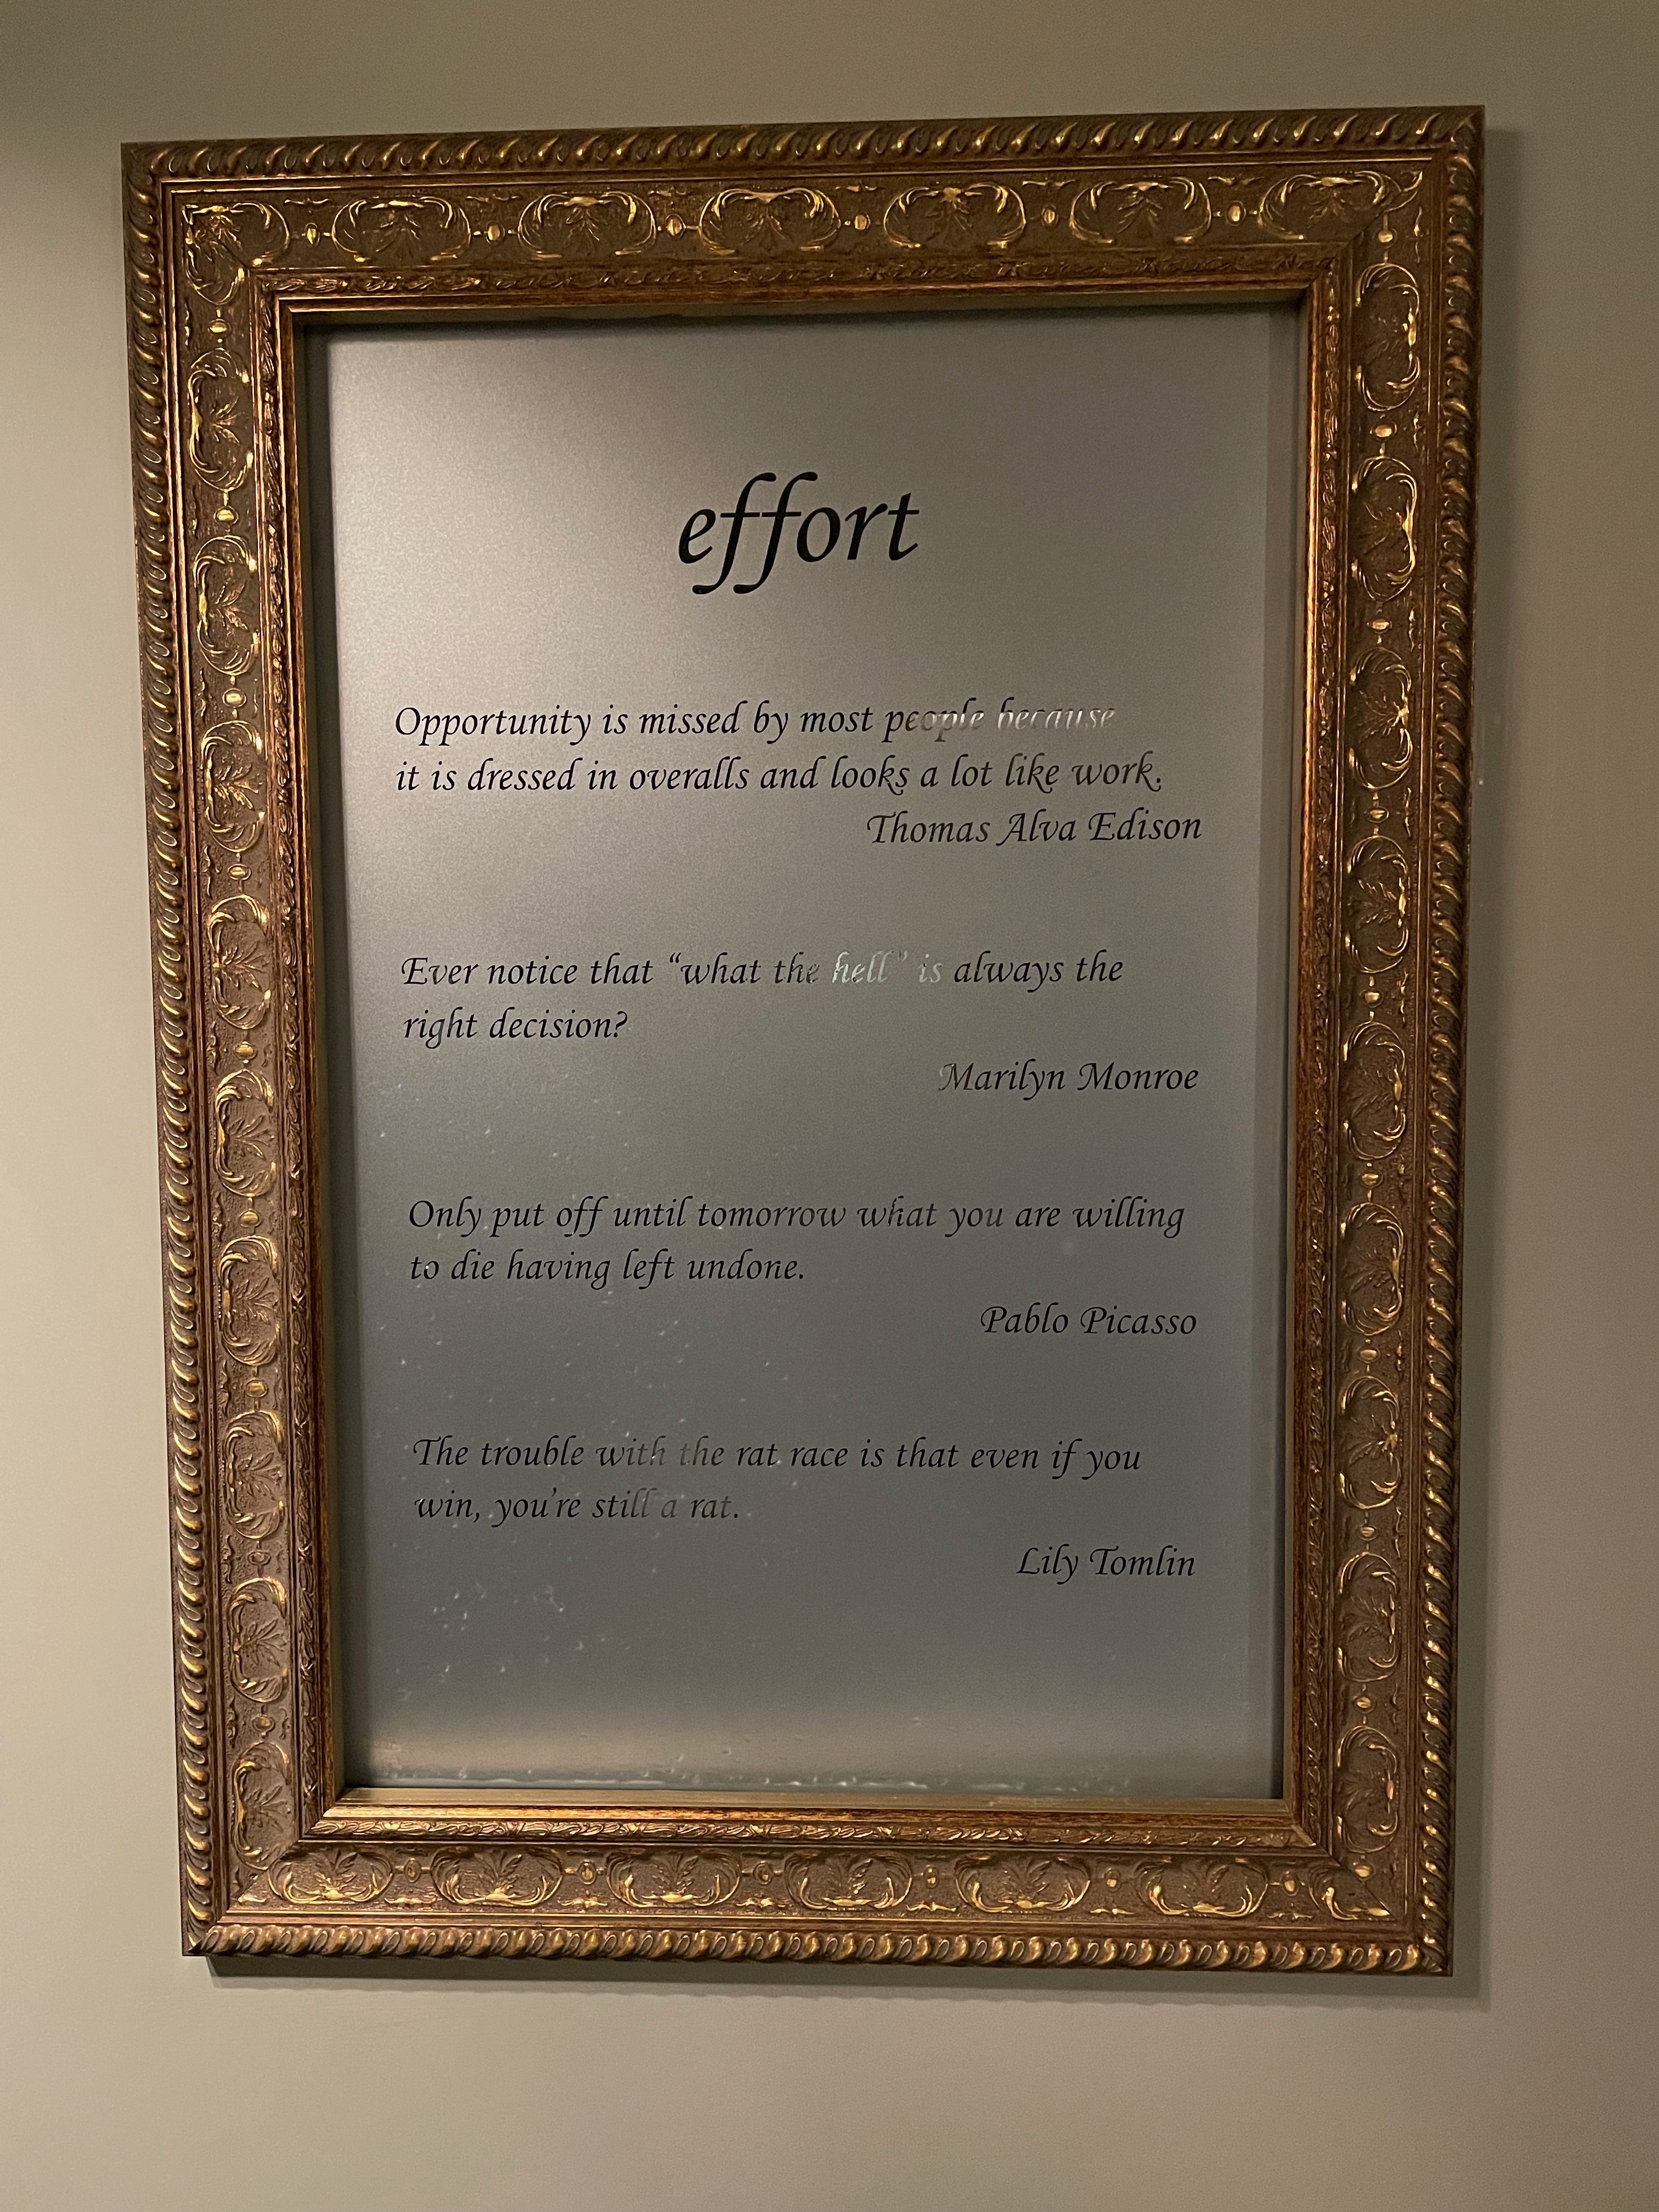 effort
Opportunity is missed by most people because
it is dressed in overalls and looks a lot like work.
Thomas Alva Edison
Ever notice that “what the hell” is always the
right decision?
Marilyn Monroe
Only put off until tomorrow what you are willing
to die having left undone.
Pablo Picasso
The trouble with the rat race is that even if you
win, you're still a rat.
Lily Tomlin